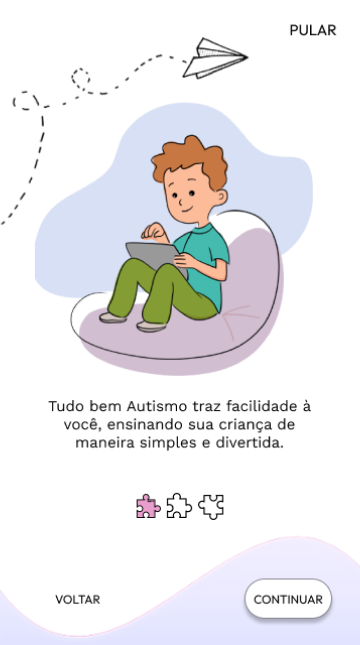 PULAR
Tudo bem Autismo traz facilidade à
você, ensinando sua criança de
maneira simples e divertida.
VOLTAR
CONTINUAR